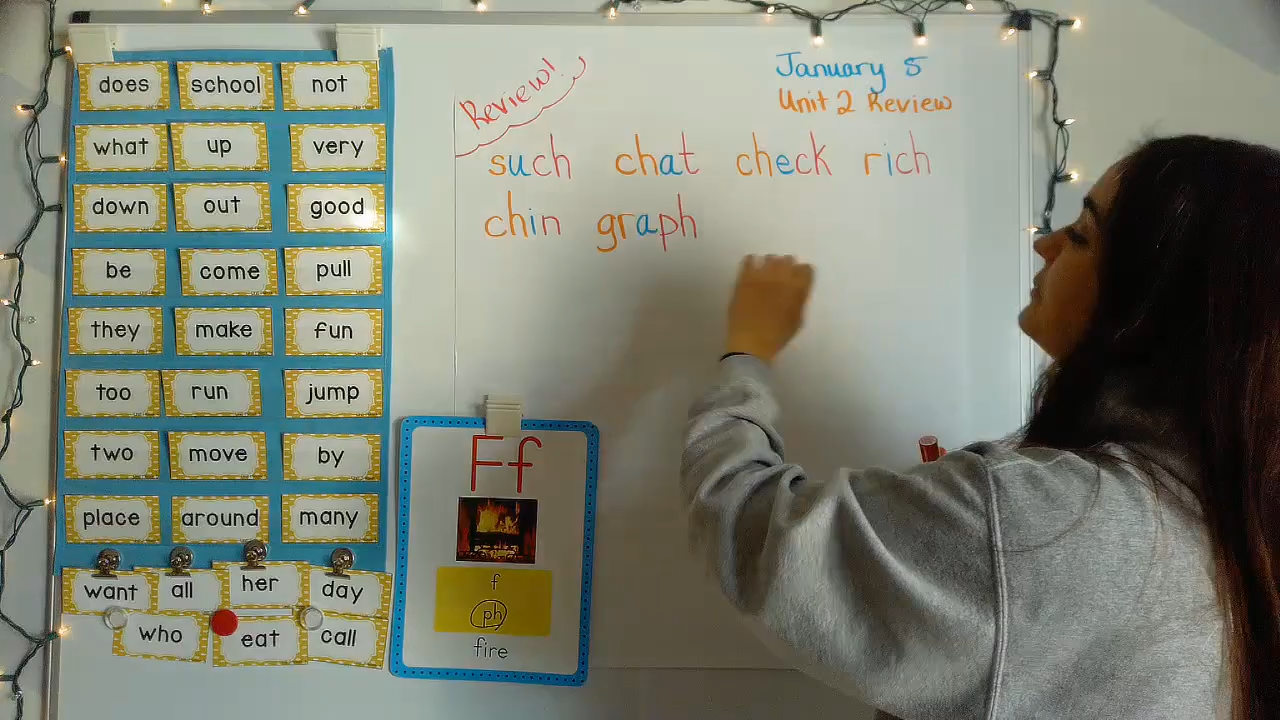 does school not
what up very
down out good
be come pull
they make fun
too run jump
two move by
place around many
want all her day
who eat call
Review!
January 5
Unit 2 Review
such chat check rich
chin graph
Ff
f
ph
fire